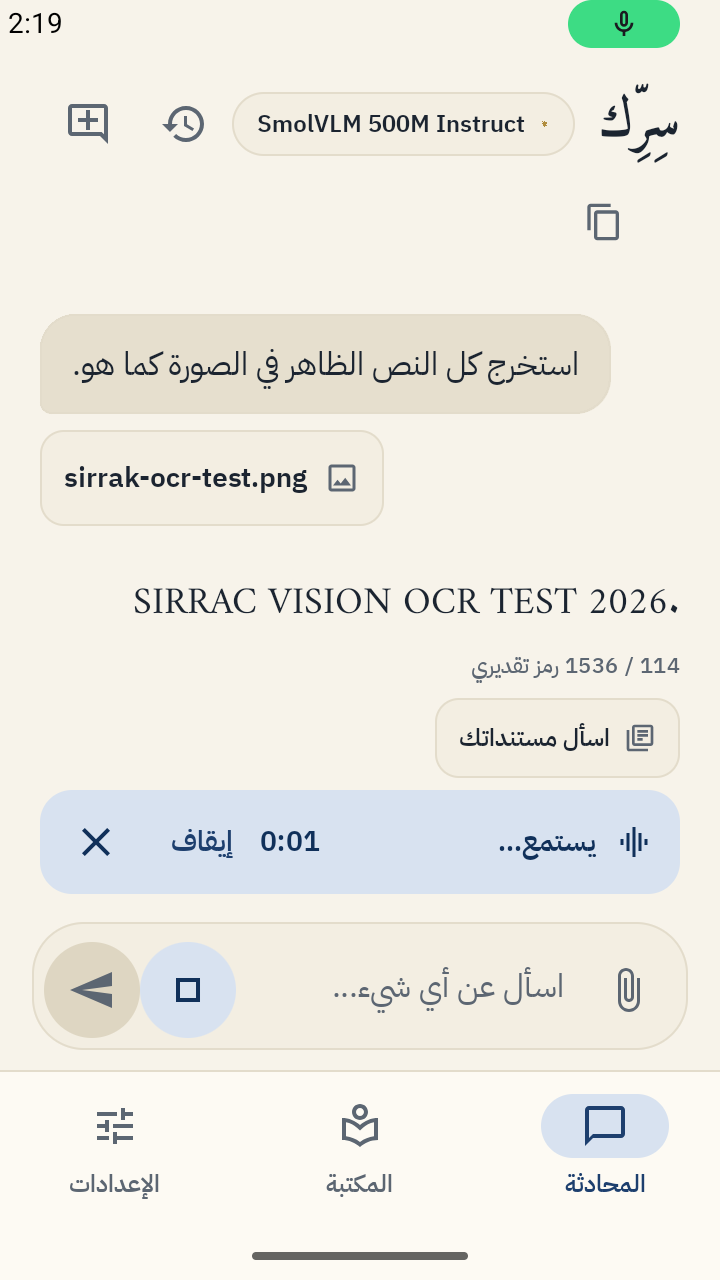 2:19
سِرِّك
SmolVLM 500M Instruct
استخرج كل النص الظاهر في الصورة كما هو.
sirrak-ocr-test.png
SIRRAC VISION OCR TEST 2026.
114 / 1536 رمز تقديري
اسأل مستنداتك
يستمع... 0:01 إيقاف
اسأل عن أي شيء...
المحادثة المكتبة الإعدادات